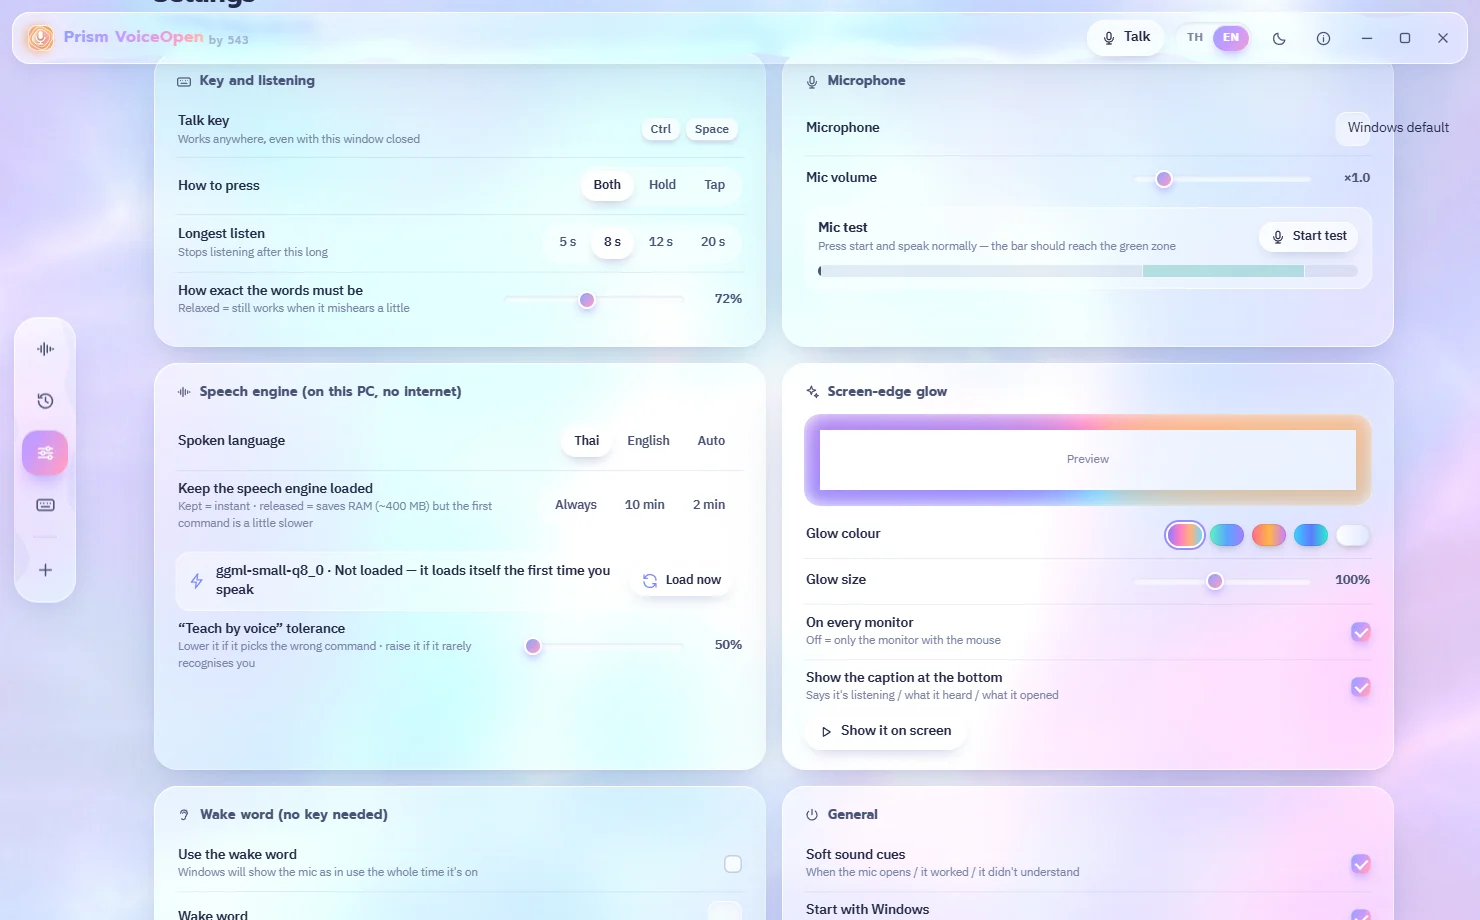 Settings
Prism VoiceOpen by 543
Talk
TH
EN
Key and listening
Talk key
Works anywhere, even with this window closed
Ctrl
Space
How to press
Both
Hold
Tap
Longest listen
Stops listening after this long
5 s
8 s
12 s
20 s
How exact the words must be
Relaxed = still works when it mishears a little
72%
Microphone
Microphone
Windows default
Mic volume
×1.0
Mic test
Press start and speak normally — the bar should reach the green zone
Start test
Speech engine (on this PC, no internet)
Spoken language
Thai
English
Auto
Keep the speech engine loaded
Kept = instant · released = saves RAM (~400 MB) but the first
command is a little slower
Always
10 min
2 min
ggml-small-q8_0 · Not loaded — it loads itself the first time you
speak
Load now
“Teach by voice” tolerance
Lower it if it picks the wrong command · raise it if it rarely
recognises you
50%
Screen-edge glow
Preview
Glow colour
Glow size
100%
On every monitor
Off = only the monitor with the mouse
Show the caption at the bottom
Says it's listening / what it heard / what it opened
Show it on screen
Wake word (no key needed)
Use the wake word
Windows will show the mic as in use the whole time it's on
Wake word
General
Soft sound cues
When the mic opens / it worked / it didn't understand
Start with Windows